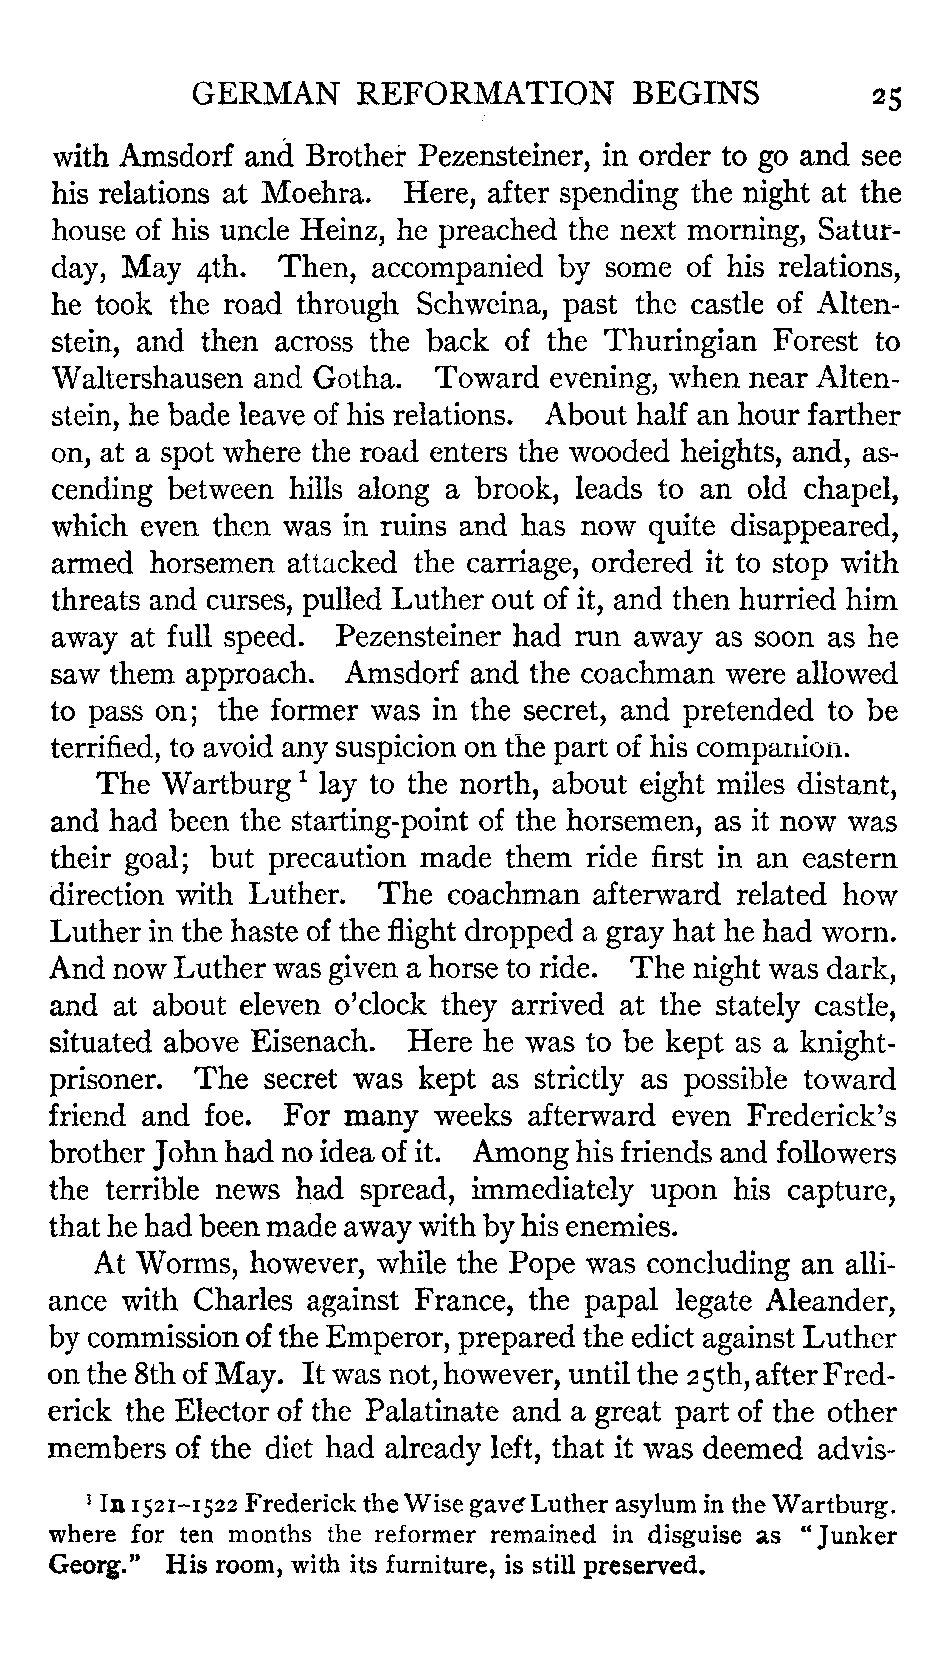 GERMAN REFORMATION BEGINS 25
with Amsdorf and Brother Pezensteiner, in order to go and see
his relations at Moehra. Here, after spending the night at the
house of his uncle Heinz, he preached the next morning, Satur-
day, May 4th. Then, accompanied by some of his relations,
he took the road through Schweina, past the castle of Alten-
stein, and then across the back of the Thuringian Forest to
Waltershausen and Gotha. Toward evening, when near Alten-
stein, he bade leave of his relations. About half an hour farther
on, at a spot where the road enters the wooded heights, and, as-
cending between hills along a brook, leads to an old chapel,
which even then was in ruins and has now quite disappeared,
armed horsemen attacked the carriage, ordered it to stop with
threats and curses, pulled Luther out of it, and then hurried him
away at full speed. Pezensteiner had run away as soon as he
saw them approach. Amsdorf and the coachman were allowed
to pass on; the former was in the secret, and pretended to be
terrified, to avoid any suspicion on the part of his companion.
The Wartburg ¹ lay to the north, about eight miles distant,
and had been the starting-point of the horsemen, as it now was
their goal; but precaution made them ride first in an eastern
direction with Luther. The coachman afterward related how
Luther in the haste of the flight dropped a gray hat he had worn.
And now Luther was given a horse to ride. The night was dark,
and at about eleven o'clock they arrived at the stately castle,
situated above Eisenach. Here he was to be kept as a knight-
prisoner. The secret was kept as strictly as possible toward
friend and foe. For many weeks afterward even Frederick's
brother John had no idea of it. Among his friends and followers
the terrible news had spread, immediately upon his capture,
that he had been made away with by his enemies.
At Worms, however, while the Pope was concluding an alli-
ance with Charles against France, the papal legate Aleander,
by commission of the Emperor, prepared the edict against Luther
on the 8th of May. It was not, however, until the 25th, after Fred-
erick the Elector of the Palatinate and a great part of the other
members of the diet had already left, that it was deemed advis-
¹ In 1521-1522 Frederick the Wise gave Luther asylum in the Wartburg.
where for ten months the reformer remained in disguise as "Junker
Georg." His room, with its furniture, is still preserved.